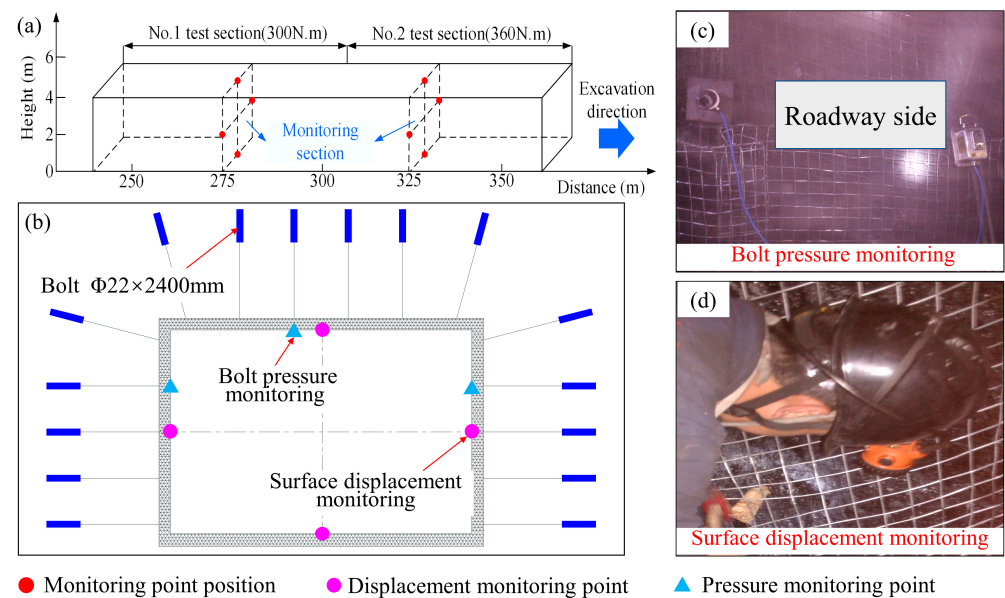 (a)
No.1 test section(300N.m)
No.2 test section(360N.m)
Height (m)
6
4
2
0
Monitoring
section
Excavation
direction
250
275
300
325
350
Distance (m)
(b)
Bolt Φ22×2400mm
Bolt pressure
monitoring
Surface displacement
monitoring
(c)
Roadway side
Bolt pressure monitoring
(d)
Surface displacement monitoring
Monitoring point position
Displacement monitoring point
Pressure monitoring point